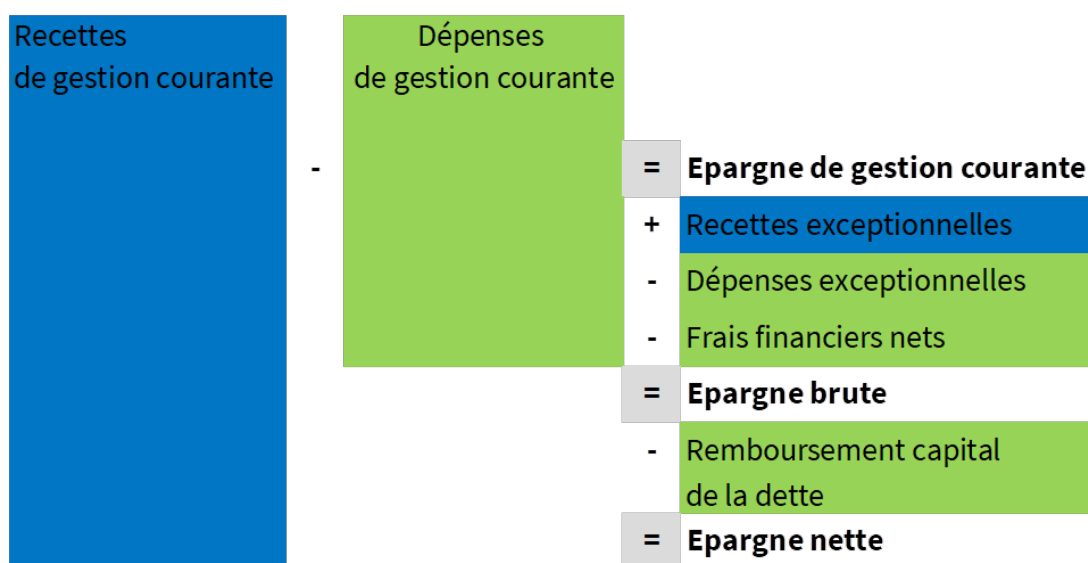 Recettes
de gestion courante
-
Dépenses
de gestion courante
= Epargne de gestion courante
+ Recettes exceptionnelles
- Dépenses exceptionnelles
- Frais financiers nets
= Epargne brute
- Remboursement capital
de la dette
= Epargne nette